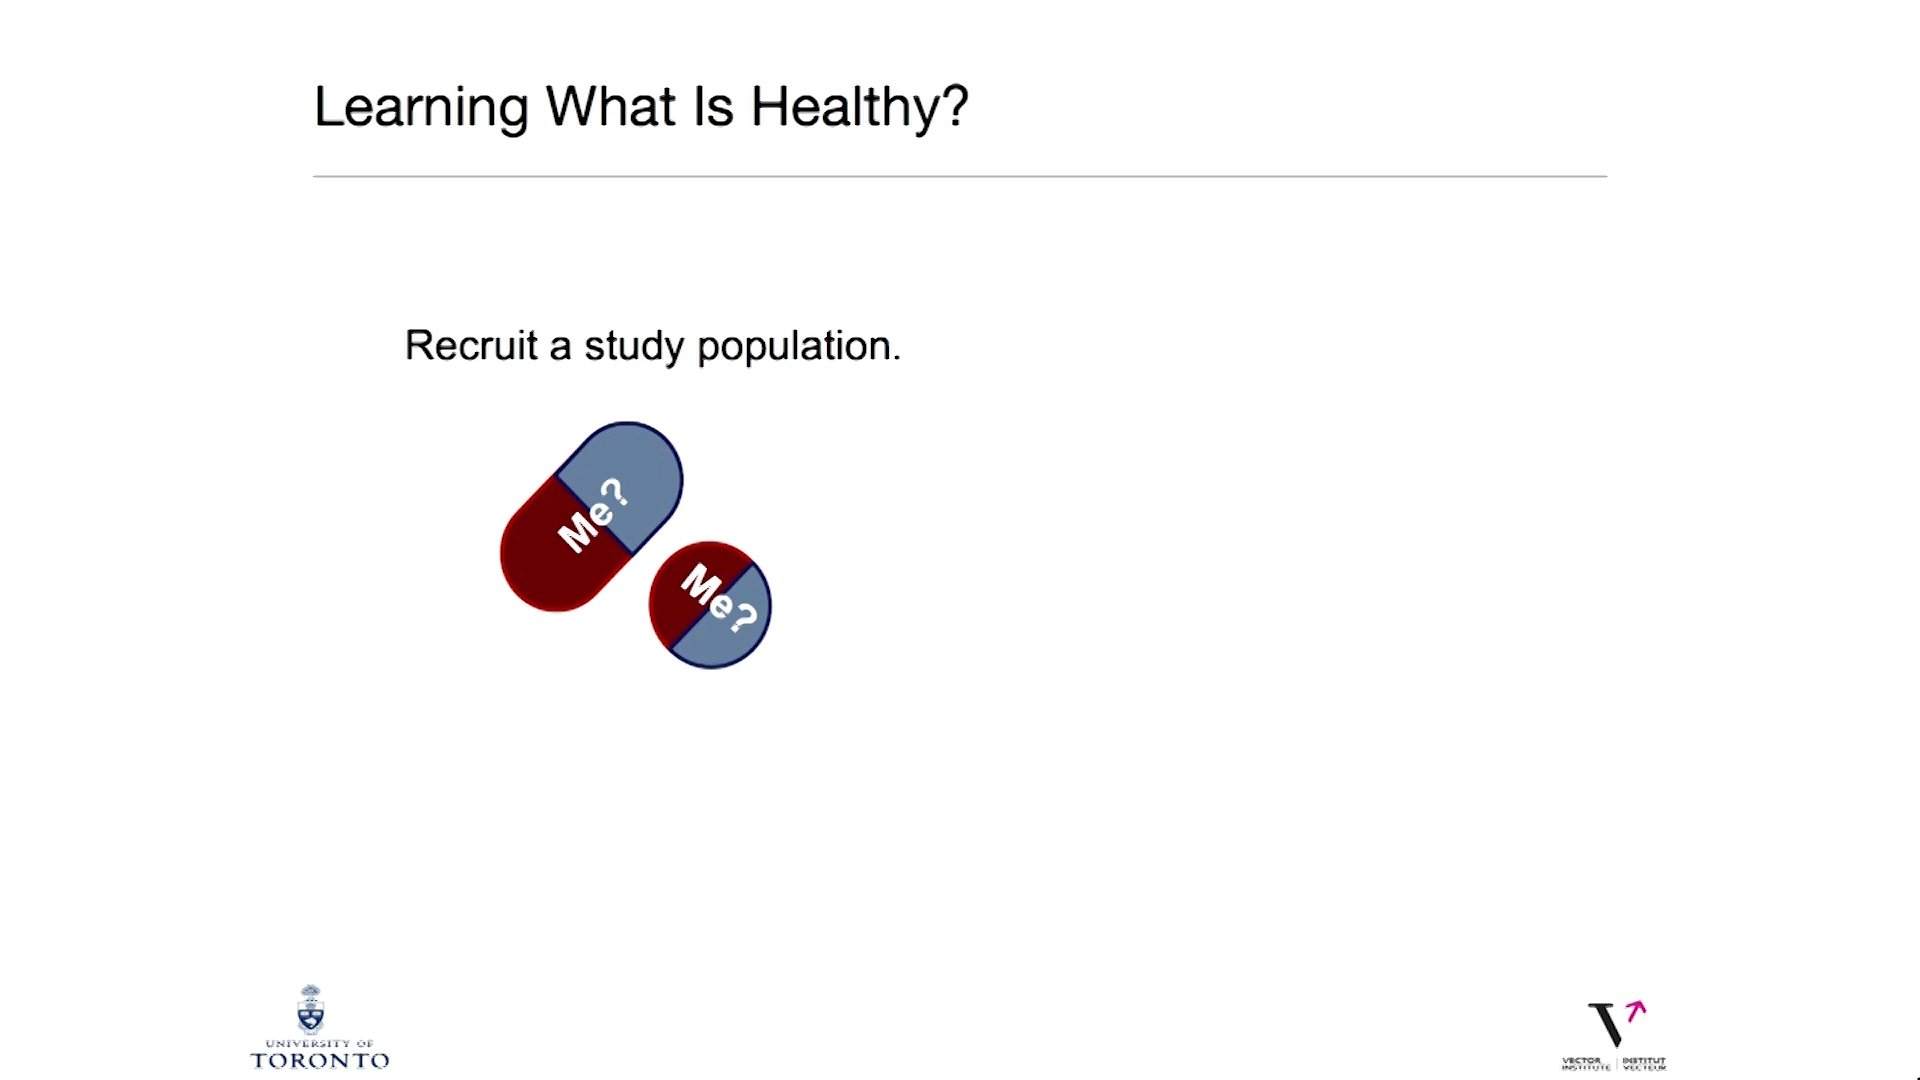 Learning What Is Healthy?
Recruit a study population.
Me?
Me?
UNIVERSITY OF
TORONTO
VECTOR INSTITUT
INSTITUTE VECTEUR